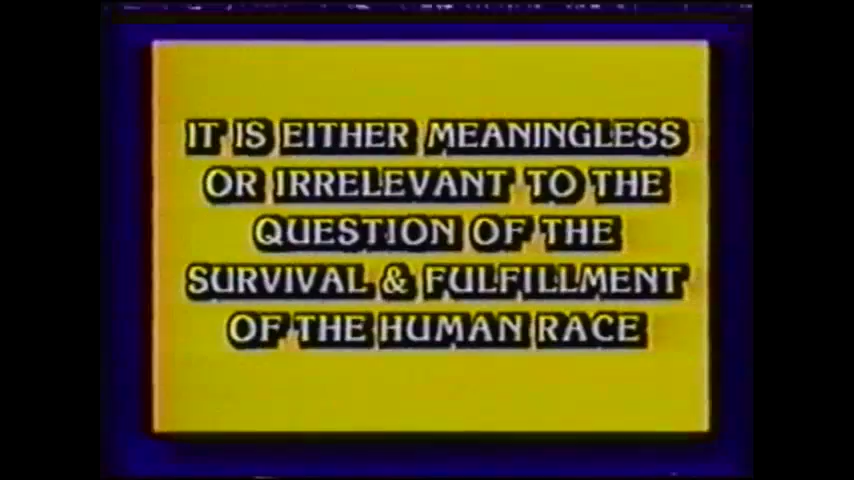 IT IS EITHER MEANINGLESS
OR IRRELEVANT TO THE
QUESTION OF THE
SURVIVAL & FULFILLMENT
OF THE HUMAN RACE